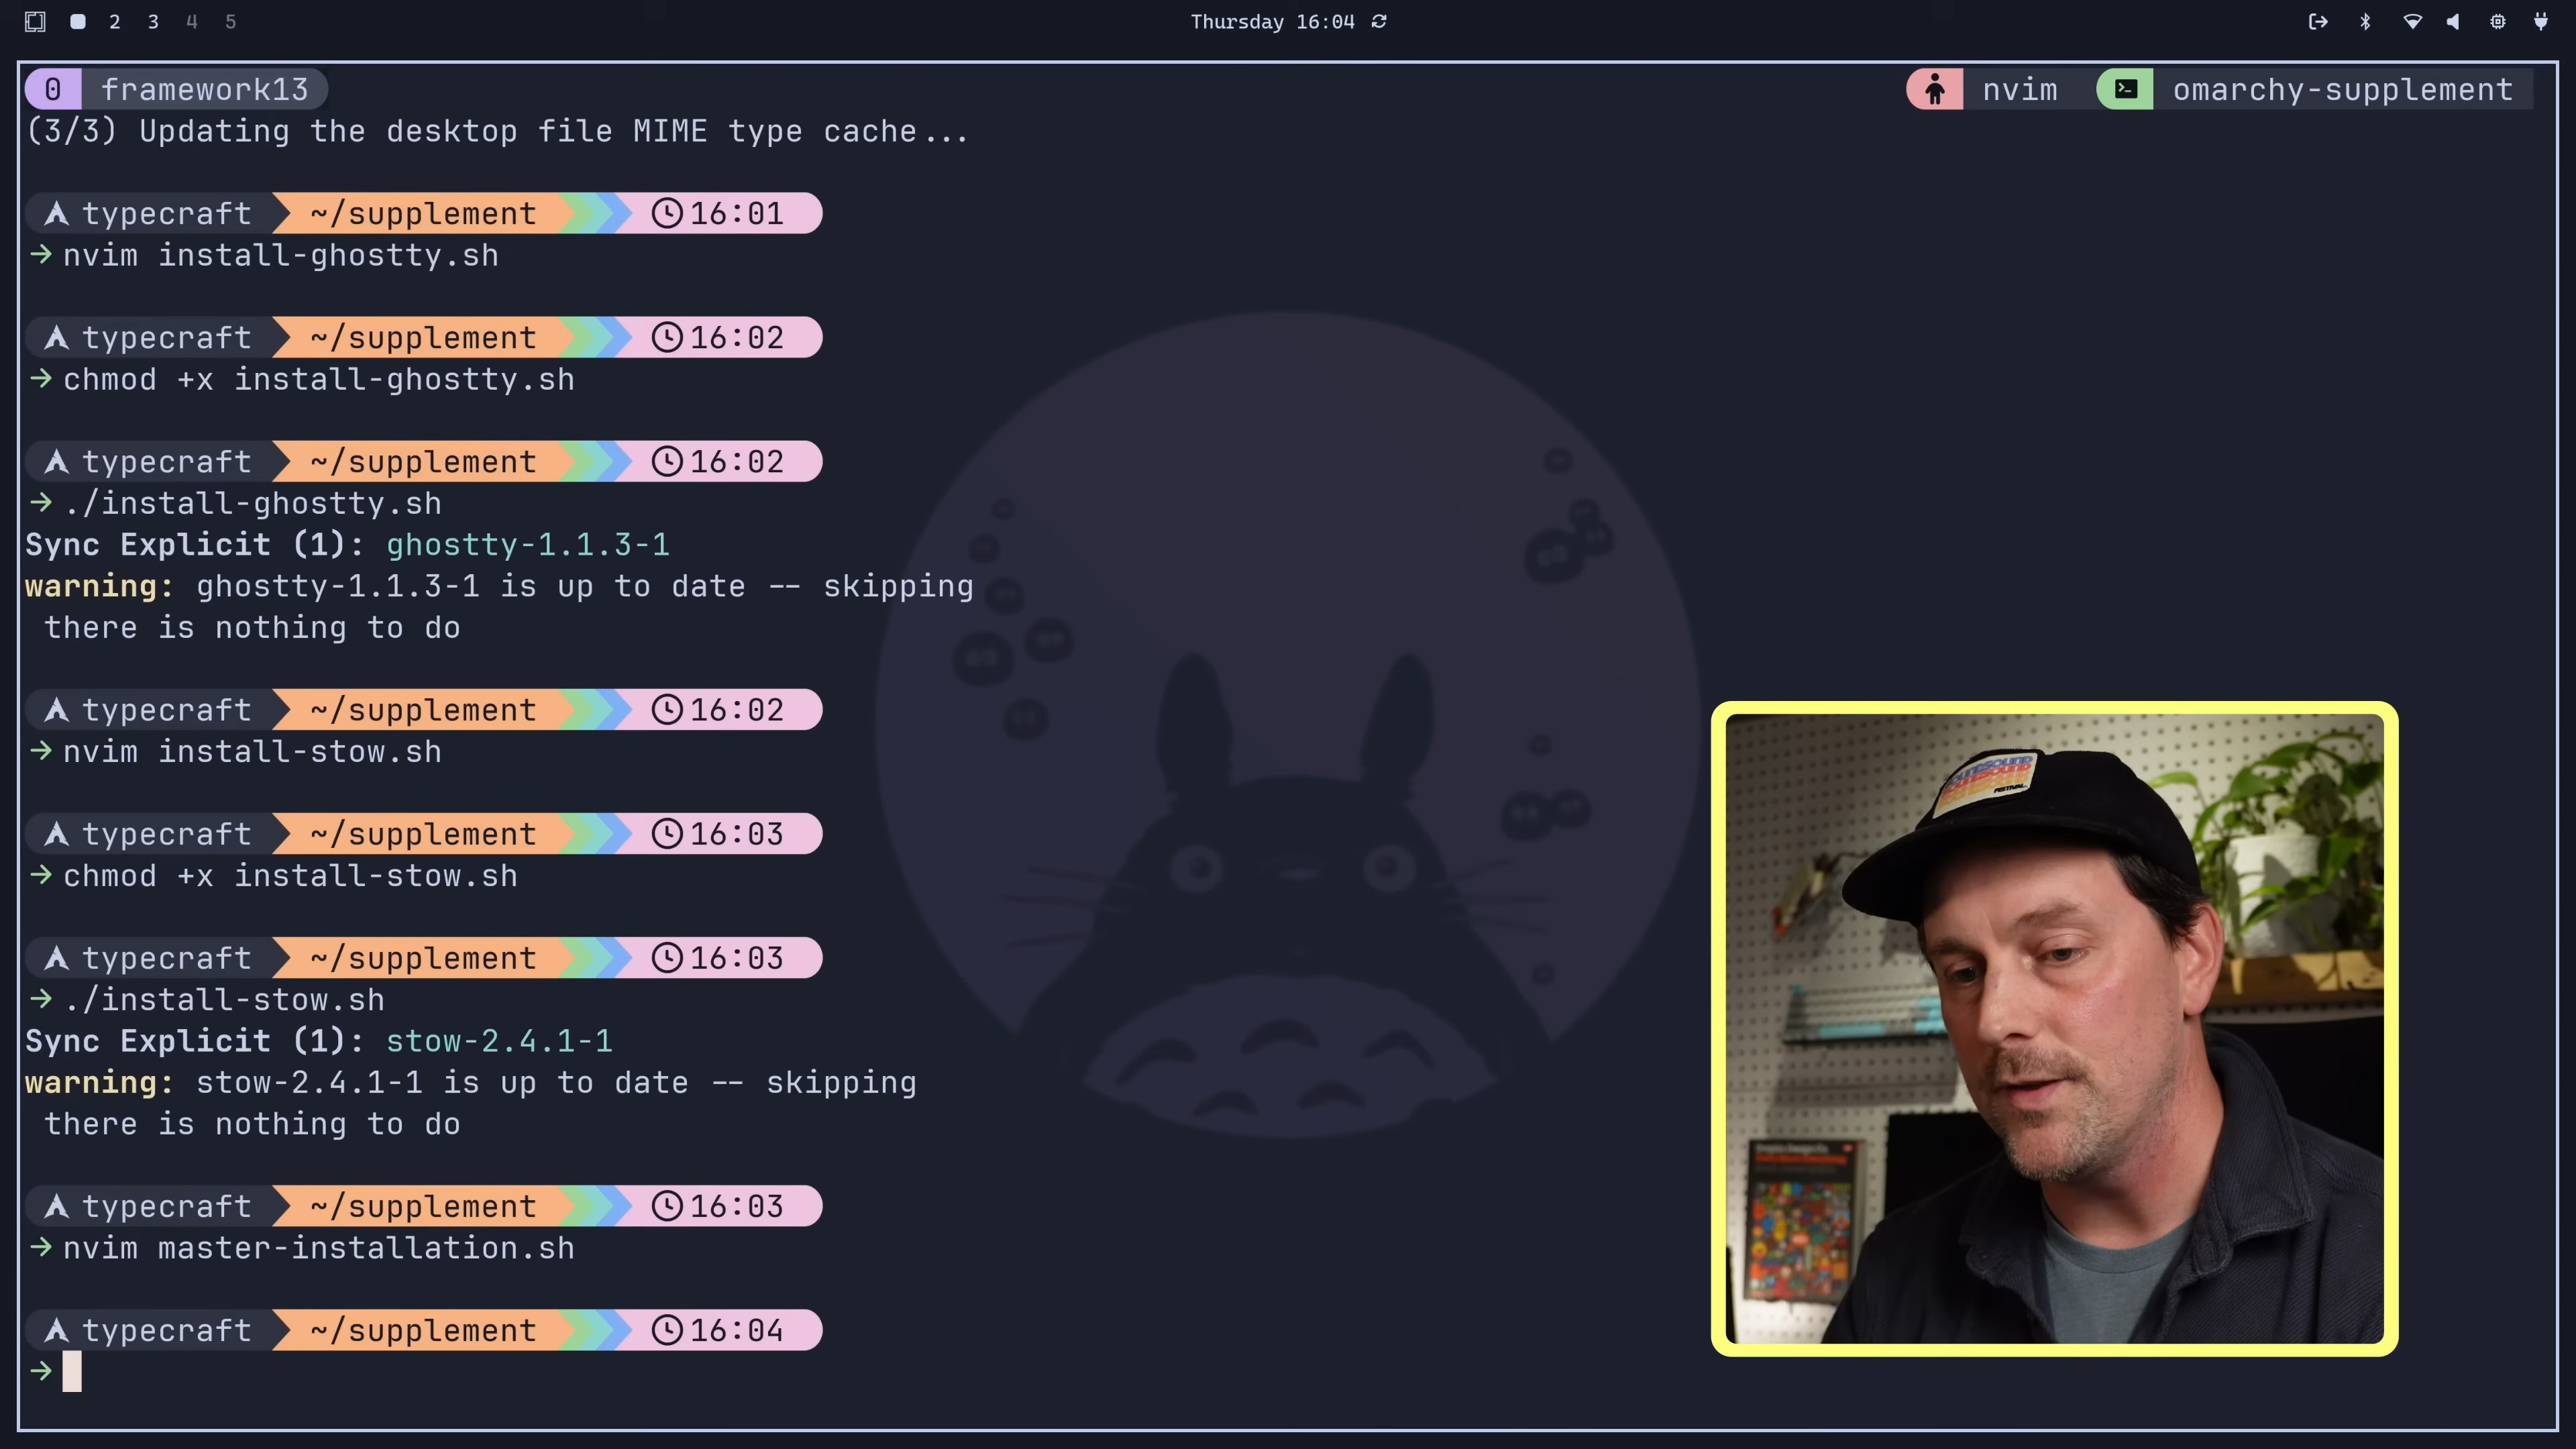 2 3 4 5
Thursday 16:04
0 framework13
nvim omarchy-supplement
(3/3) Updating the desktop file MIME type cache...
typecraft ~/supplement 16:01
→ nvim install-ghostty.sh
typecraft ~/supplement 16:02
→ chmod +x install-ghostty.sh
typecraft ~/supplement 16:02
→ ./install-ghostty.sh
Sync Explicit (1): ghostty-1.1.3-1
warning: ghostty-1.1.3-1 is up to date -- skipping
there is nothing to do
typecraft ~/supplement 16:02
→ nvim install-stow.sh
typecraft ~/supplement 16:03
→ chmod +x install-stow.sh
typecraft ~/supplement 16:03
→ ./install-stow.sh
Sync Explicit (1): stow-2.4.1-1
warning: stow-2.4.1-1 is up to date -- skipping
there is nothing to do
typecraft ~/supplement 16:03
→ nvim master-installation.sh
typecraft ~/supplement 16:04
→
FESTIVAL